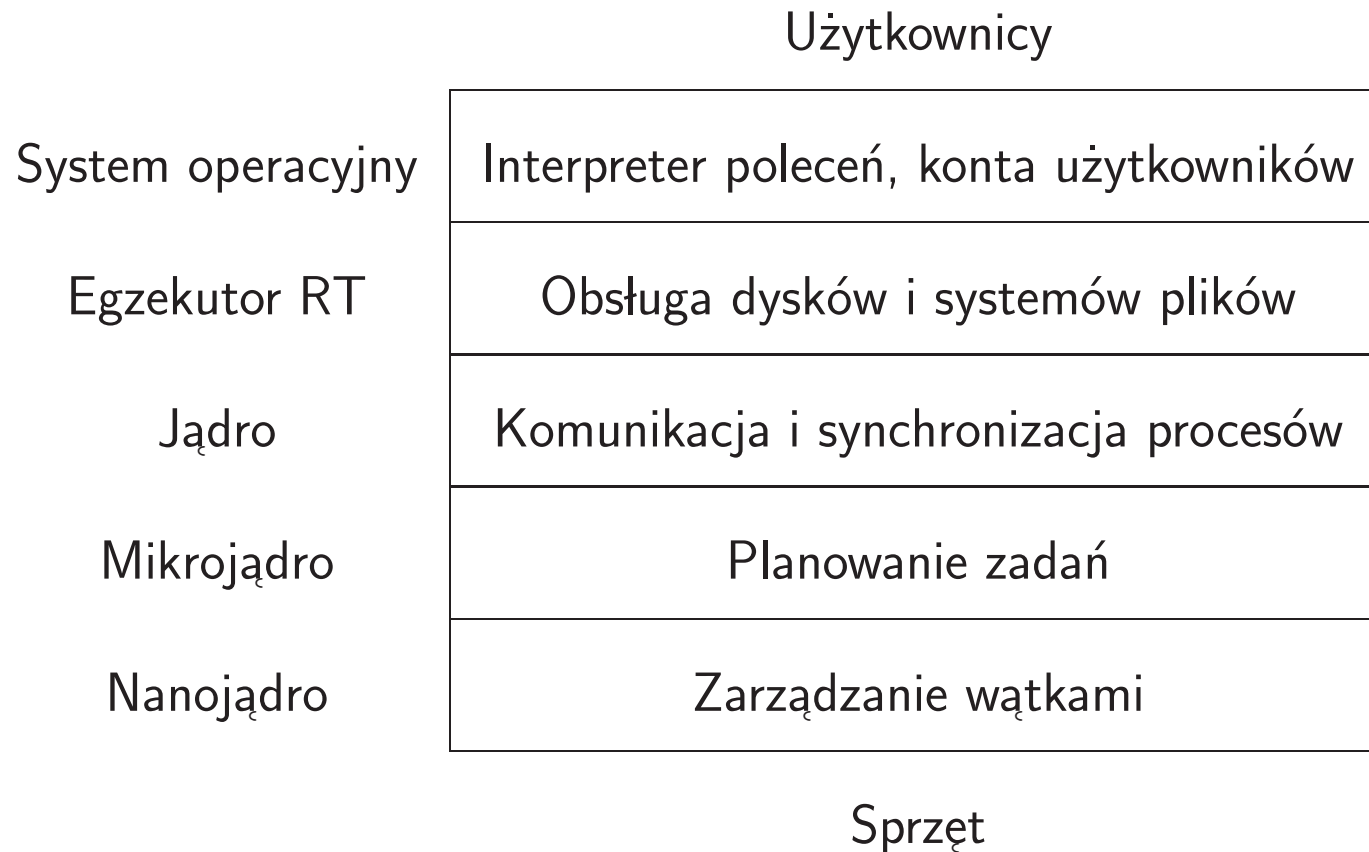 Użytkownicy
System operacyjny Interpreter poleceń, konta użytkowników
Egzekutor RT Obsługa dysków i systemów plików
Jądro Komunikacja i synchronizacja procesów
Mikrojądro Planowanie zadań
Nanojądro Zarządzanie wątkami
Sprzęt